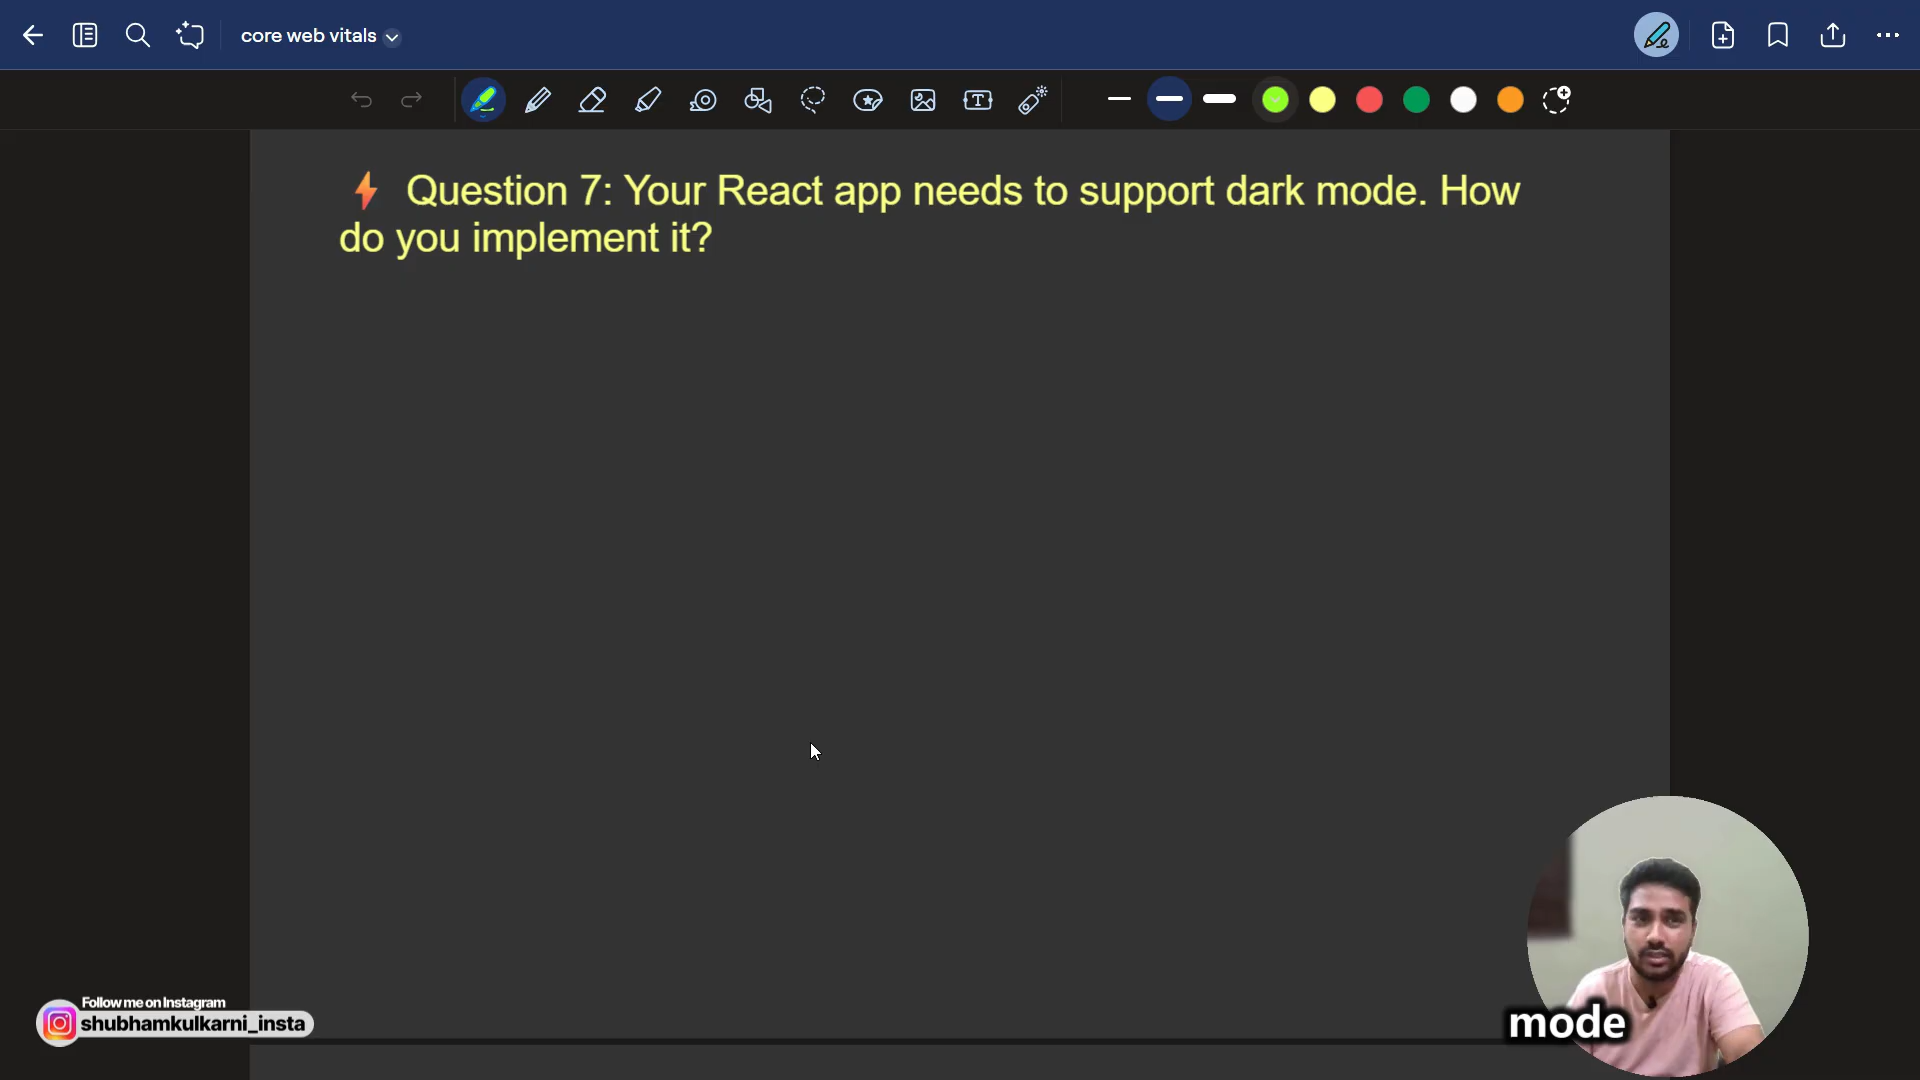 core web vitals
⚡ Question 7: Your React app needs to support dark mode. How
do you implement it?
Follow me on Instagram
shubhamkulkarni_insta
mode